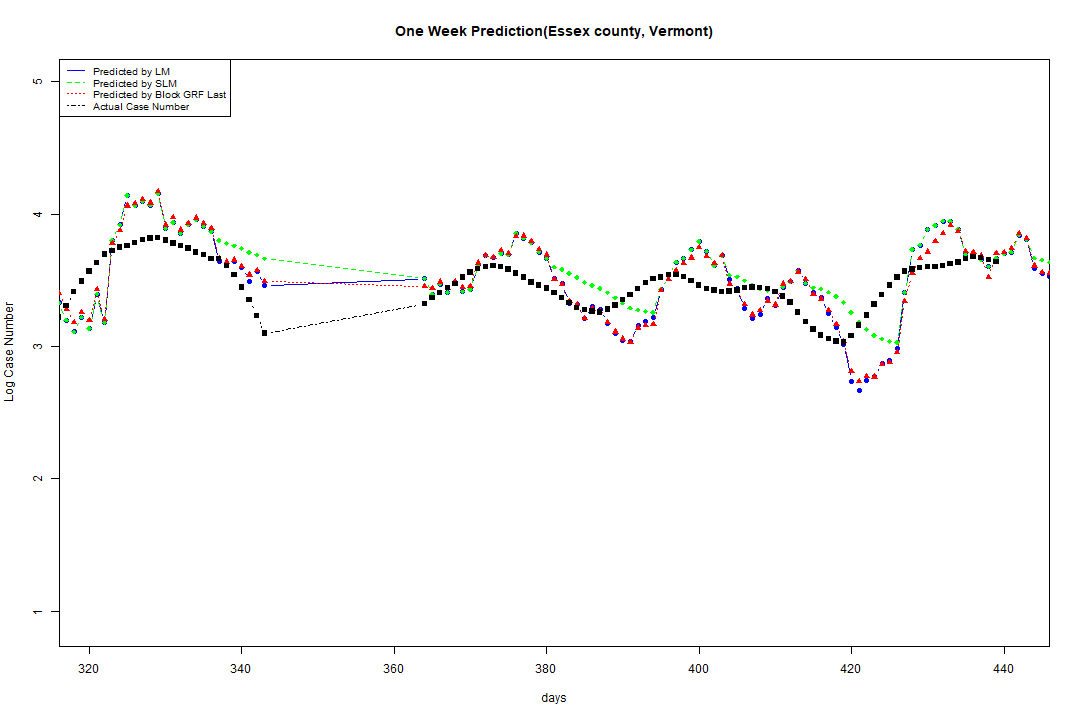 One Week Prediction(Essex county, Vermont)
Predicted by LM
Predicted by SLM
Predicted by Block GRF Last
Actual Case Number
5
4
3
2
1
Log Case Number
320 340 360 380 400 420 440
days